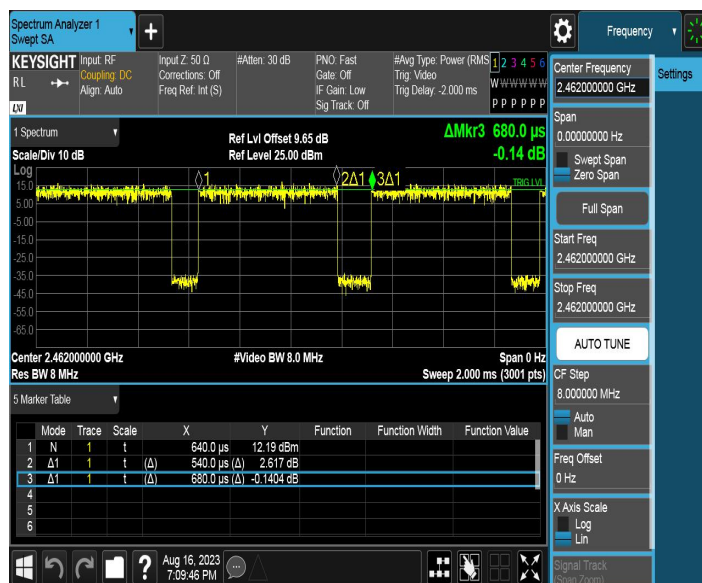 Spectrum Analyzer 1
Swept SA
+
Frequency
KEYSIGHT
RL
LXI
Input: RF
Coupling: DC
Align: Auto
Input Z: 50 Ω
Corrections: Off
Freq Ref: Int (S)
#Atten: 30 dB
PNO: Fast
Gate: Off
IF Gain: Low
Sig Track: Off
#Avg Type: Power (RMS
Trig: Video
Trig Delay: -2.000 ms
1 2 3 4 5 6
W W W W W W
P P P P P P
Center Frequency
2.462000000 GHz
Settings
Span
0.00000000 Hz
Swept Span
Zero Span
Full Span
Start Freq
2.462000000 GHz
Stop Freq
2.462000000 GHz
AUTO TUNE
CF Step
8.000000 MHz
Auto
Man
Freq Offset
0 Hz
X Axis Scale
Log
Lin
Signal Track
(Span Zoom)
1 Spectrum
Scale/Div 10 dB
Ref Lvl Offset 9.65 dB
Ref Level 25.00 dBm
ΔMkr3 680.0 µs
-0.14 dB
Log
15.0
5.00
-5.00
-15.0
-25.0
-35.0
-45.0
-55.0
-65.0
1
2Δ1
3Δ1
TRIG LVL
Center 2.462000000 GHz
#Video BW 8.0 MHz
Span 0 Hz
Res BW 8 MHz
Sweep 2.000 ms (3001 pts)
5 Marker Table
Mode Trace Scale X Y Function Function Width Function Value
1 N 1 t 640.0 µs 12.19 dBm
2 Δ1 1 t (Δ) 540.0 µs (Δ) 2.617 dB
3 Δ1 1 t (Δ) 680.0 µs (Δ) -0.1404 dB
4
5
6
?
Aug 16, 2023
7:09:46 PM